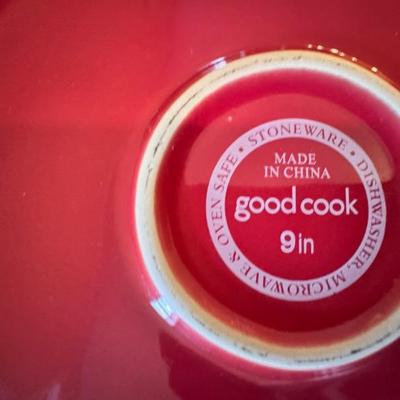 • STONEWARE •
DISHWASHER, MICROWAVE & OVEN SAFE
MADE
IN CHINA
good cook
9in